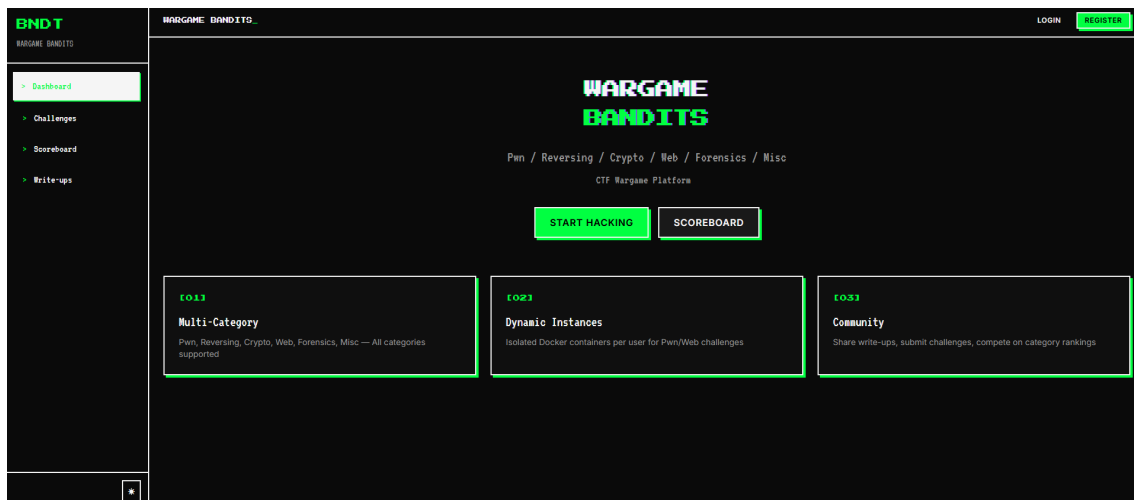 BNDT
WARGAME BANDITS
> Dashboard
> Challenges
> Scoreboard
> Write-ups
WARGAME BANDITS_
LOGIN
REGISTER
WARGAME
BANDITS
Pwn / Reversing / Crypto / Web / Forensics / Misc
CTF Wargame Platform
START HACKING
SCOREBOARD
[01]
Multi-Category
Pwn, Reversing, Crypto, Web, Forensics, Misc — All categories
supported
[02]
Dynamic Instances
Isolated Docker containers per user for Pwn/Web challenges
[03]
Community
Share write-ups, submit challenges, compete on category rankings